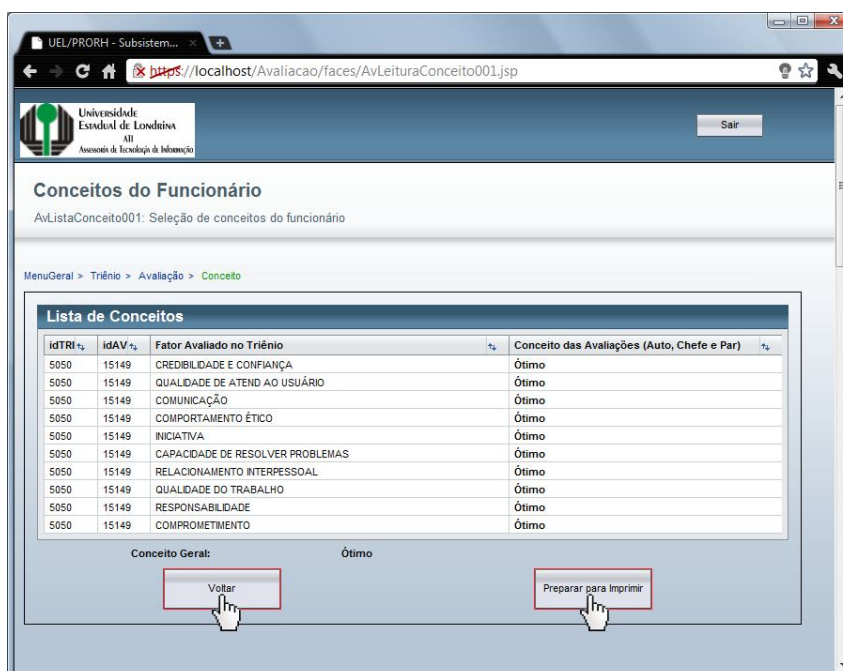 UEL/PRORH - Subsistem...
https://localhost/Avaliacao/faces/AvLeituraConceito001.jsp
Universidade
Estadual de Londrina
ATI
Assessoria de Tecnologia de Informação
Sair
Conceitos do Funcionário
AvListaConceito001: Seleção de conceitos do funcionário
MenuGeral > Triênio > Avaliação > Conceito
Lista de Conceitos
idTRI idAV Fator Avaliado no Triênio Conceito das Avaliações (Auto, Chefe e Par)
5050 15149 CREDIBILIDADE E CONFIANÇA Ótimo
5050 15149 QUALIDADE DE ATEND AO USUÁRIO Ótimo
5050 15149 COMUNICAÇÃO Ótimo
5050 15149 COMPORTAMENTO ÉTICO Ótimo
5050 15149 INICIATIVA Ótimo
5050 15149 CAPACIDADE DE RESOLVER PROBLEMAS Ótimo
5050 15149 RELACIONAMENTO INTERPESSOAL Ótimo
5050 15149 QUALIDADE DO TRABALHO Ótimo
5050 15149 RESPONSABILIDADE Ótimo
5050 15149 COMPROMETIMENTO Ótimo
Conceito Geral: Ótimo
Voltar Preparar para Imprimir